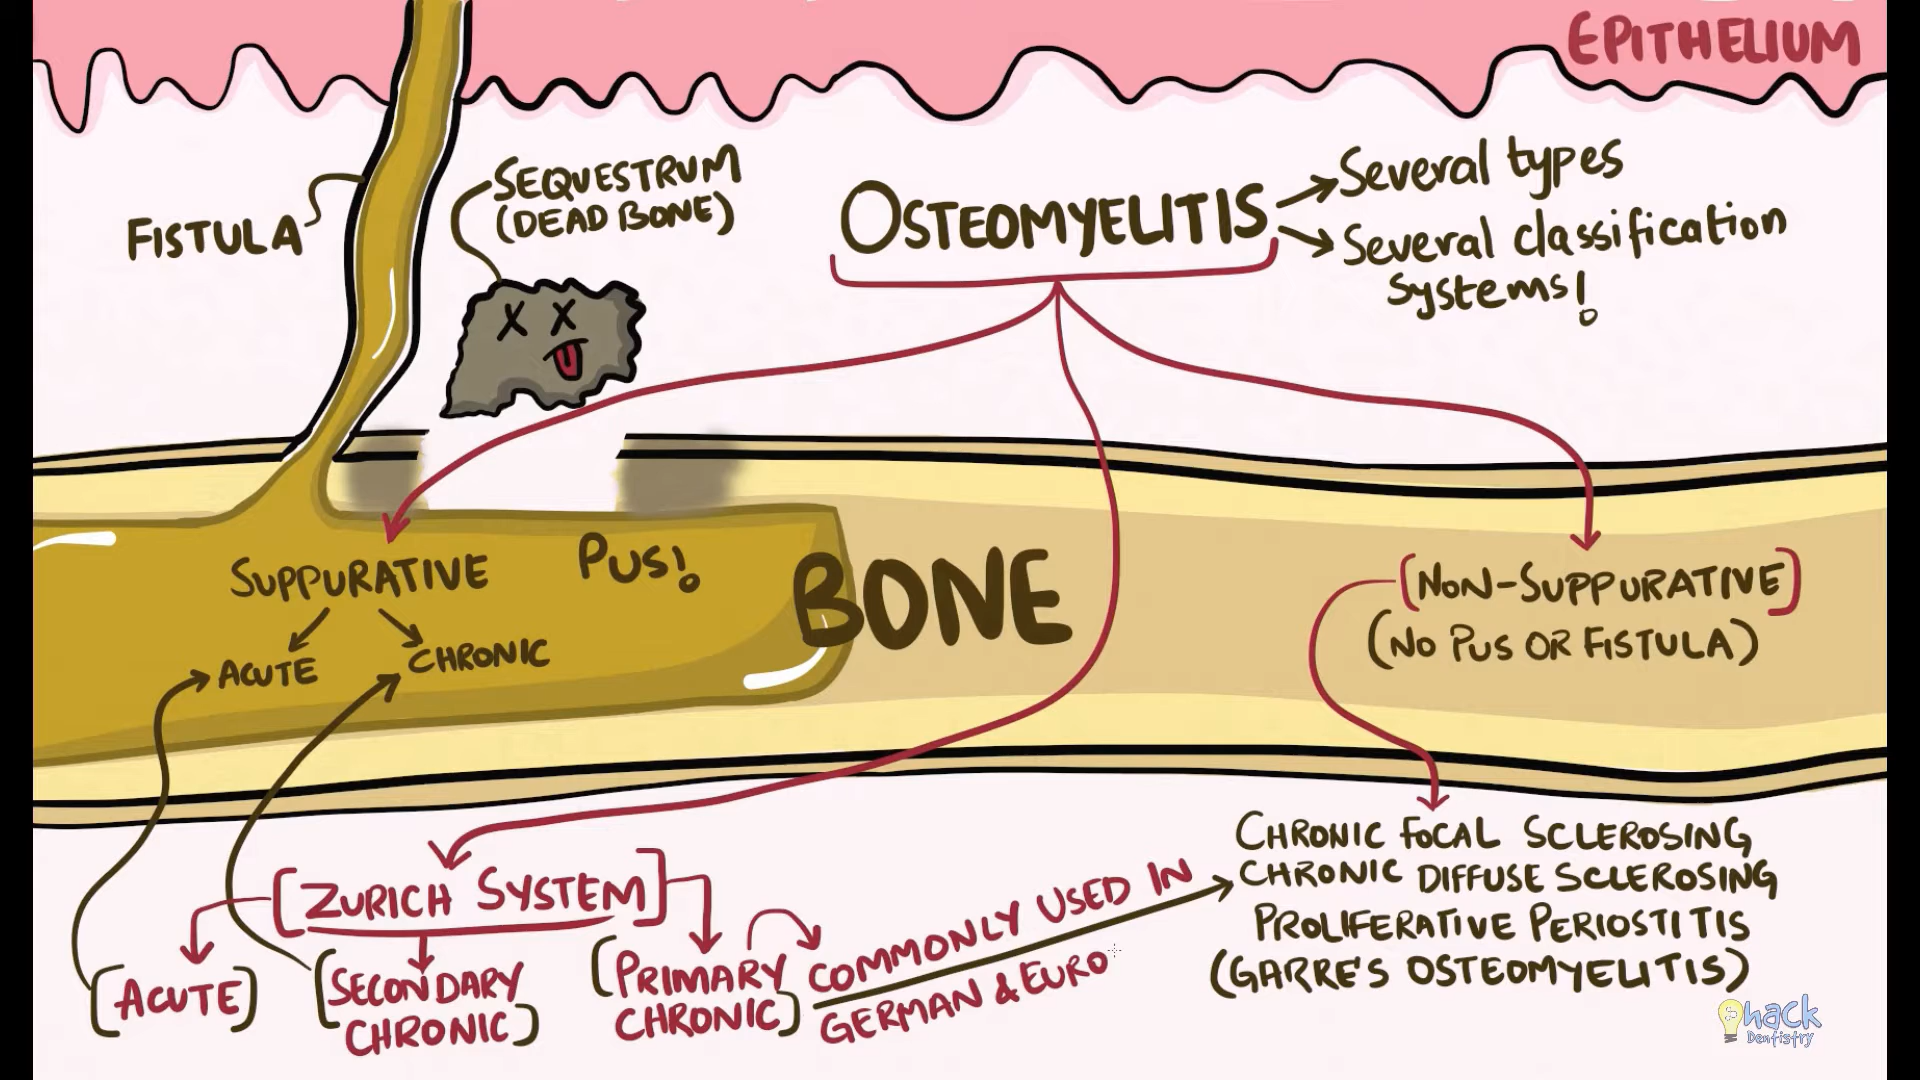 EPITHELIUM
FISTULA
SEQUESTRUM
(DEAD BONE)
OSTEOMYELITIS
Several types
Several classification
Systems!
SUPPURATIVE
PUS!
ACUTE
CHRONIC
BONE
[NON-SUPPURATIVE]
(NO PUS OR FISTULA)
[ZURICH SYSTEM]
[ACUTE]
[SECONDARY
CHRONIC]
[PRIMARY
CHRONIC]
COMMONLY USED IN
GERMAN & EURO
CHRONIC FOCAL SCLEROSING
CHRONIC DIFFUSE SCLEROSING
PROLIFERATIVE PERIOSTITIS
(GARRE'S OSTEOMYELITIS)
hack
Dentistry